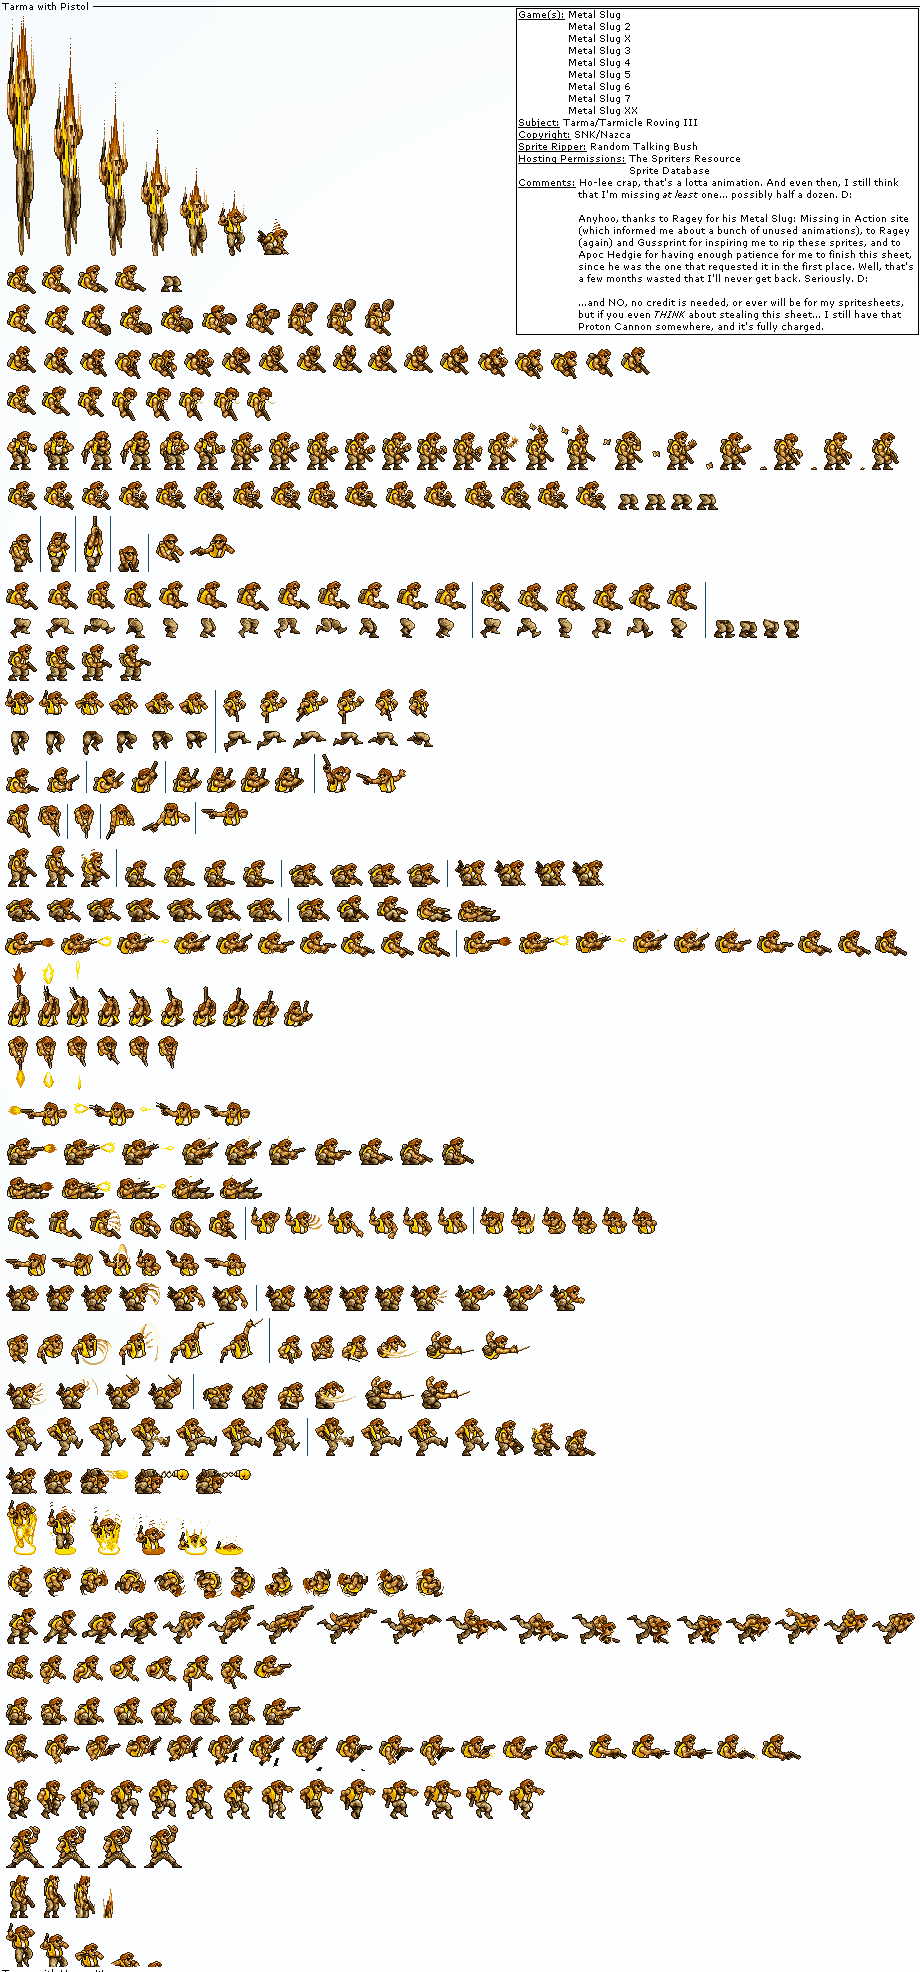 Tarma with Pistol
Game(s): Metal Slug
Metal Slug 2
Metal Slug X
Metal Slug 3
Metal Slug 4
Metal Slug 5
Metal Slug 6
Metal Slug 7
Metal Slug XX
Subject: Tarma/Tarmicle Roving III
Copyright: SNK/Nazca
Sprite Ripper: Random Talking Bush
Hosting Permissions: The Spriters Resource
Sprite Database
Comments: Ho-lee crap, that's a lotta animation. And even then, I still think
that I'm missing at least one... possibly half a dozen. D:
Anyhoo, thanks to Ragey for his Metal Slug: Missing in Action site
(which informed me about a bunch of unused animations), to Ragey
(again) and Gussprint for inspiring me to rip these sprites, and to
Apoc Hedgie for having enough patience for me to finish this sheet,
since he was the one that requested it in the first place. Well, that's
a few months wasted that I'll never get back. Seriously. D:
...and NO, no credit is needed, or ever will be for my spritesheets,
but if you even THINK about stealing this sheet... I still have that
Proton Cannon somewhere, and it's fully charged.